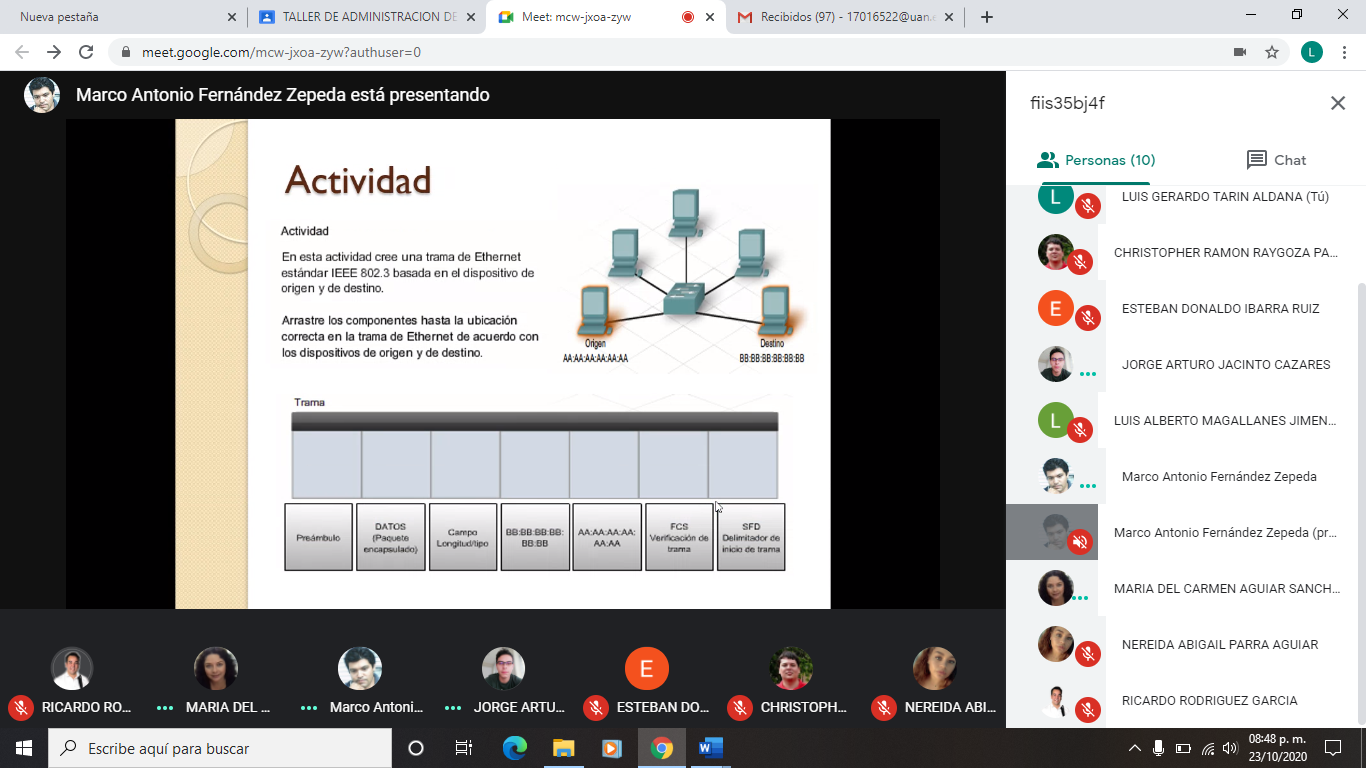 Nueva pestaña
TALLER DE ADMINISTRACION DE
Meet: mcw-jxoa-zyw
Recibidos (97) - 17016522@uan.e
meet.google.com/mcw-jxoa-zyw?authuser=0
L
Marco Antonio Fernández Zepeda está presentando
Actividad
Actividad
En esta actividad cree una trama de Ethernet
estándar IEEE 802.3 basada en el dispositivo de
origen y de destino.
Arrastre los componentes hasta la ubicación
correcta en la trama de Ethernet de acuerdo con
los dispositivos de origen y de destino.
Origen
AA:AA:AA:AA:AA:AA
Destino
BB:BB:BB:BB:BB:BB
Trama
Preámbulo
DATOS
(Paquete
encapsulado)
Campo
Longitud/tipo
BB:BB:BB:BB:
BB:BB
AA:AA:AA:AA:
AA:AA
FCS
Verificación de
trama
SFD
Delimitador de
inicio de trama
RICARDO RO...
MARIA DEL ...
Marco Antoni...
JORGE ARTU...
E
ESTEBAN DO...
CHRISTOPH...
NEREIDA ABI...
fiis35bj4f
Personas (10)
Chat
L
LUIS GERARDO TARIN ALDANA (Tú)
CHRISTOPHER RAMON RAYGOZA PA...
E
ESTEBAN DONALDO IBARRA RUIZ
JORGE ARTURO JACINTO CAZARES
L
LUIS ALBERTO MAGALLANES JIMEN...
Marco Antonio Fernández Zepeda
Marco Antonio Fernández Zepeda (pr...
MARIA DEL CARMEN AGUIAR SANCH...
NEREIDA ABIGAIL PARRA AGUIAR
RICARDO RODRIGUEZ GARCIA
Escribe aquí para buscar
08:48 p. m.
23/10/2020